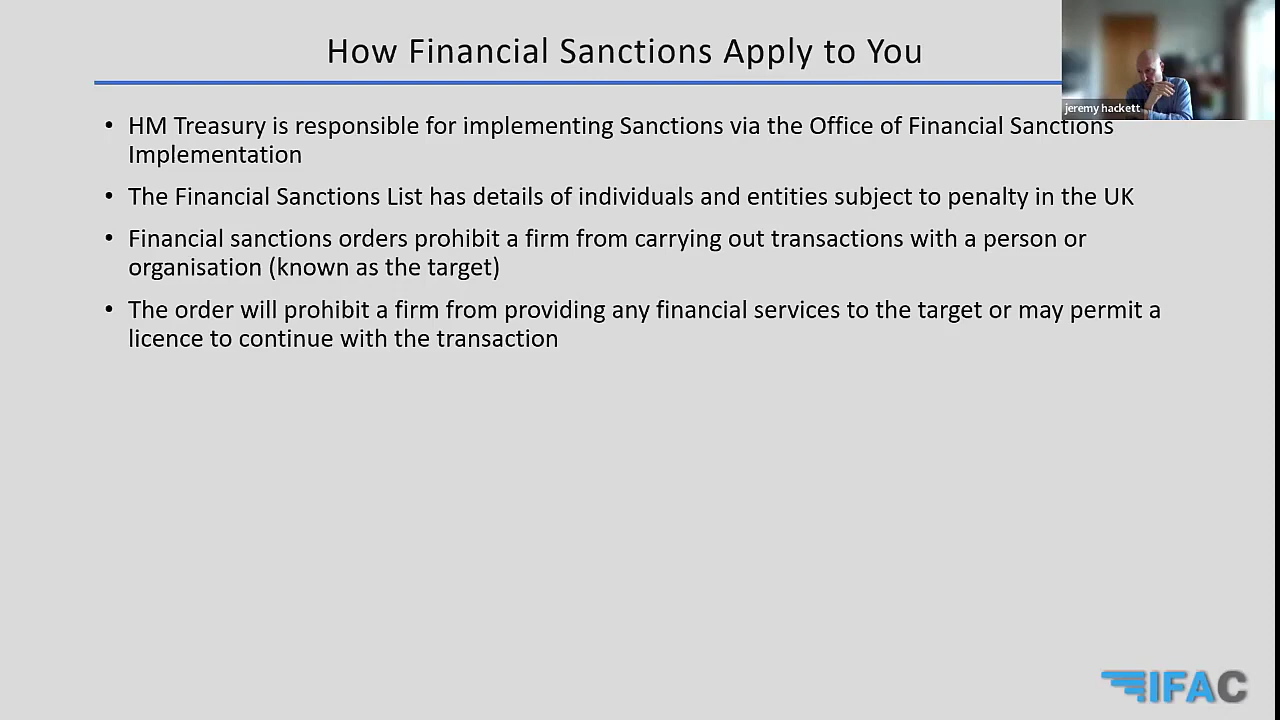 How Financial Sanctions Apply to You
jeremy hackett
• HM Treasury is responsible for implementing Sanctions via the Office of Financial Sanctions
Implementation
• The Financial Sanctions List has details of individuals and entities subject to penalty in the UK
• Financial sanctions orders prohibit a firm from carrying out transactions with a person or
organisation (known as the target)
• The order will prohibit a firm from providing any financial services to the target or may permit a
licence to continue with the transaction
IFAC